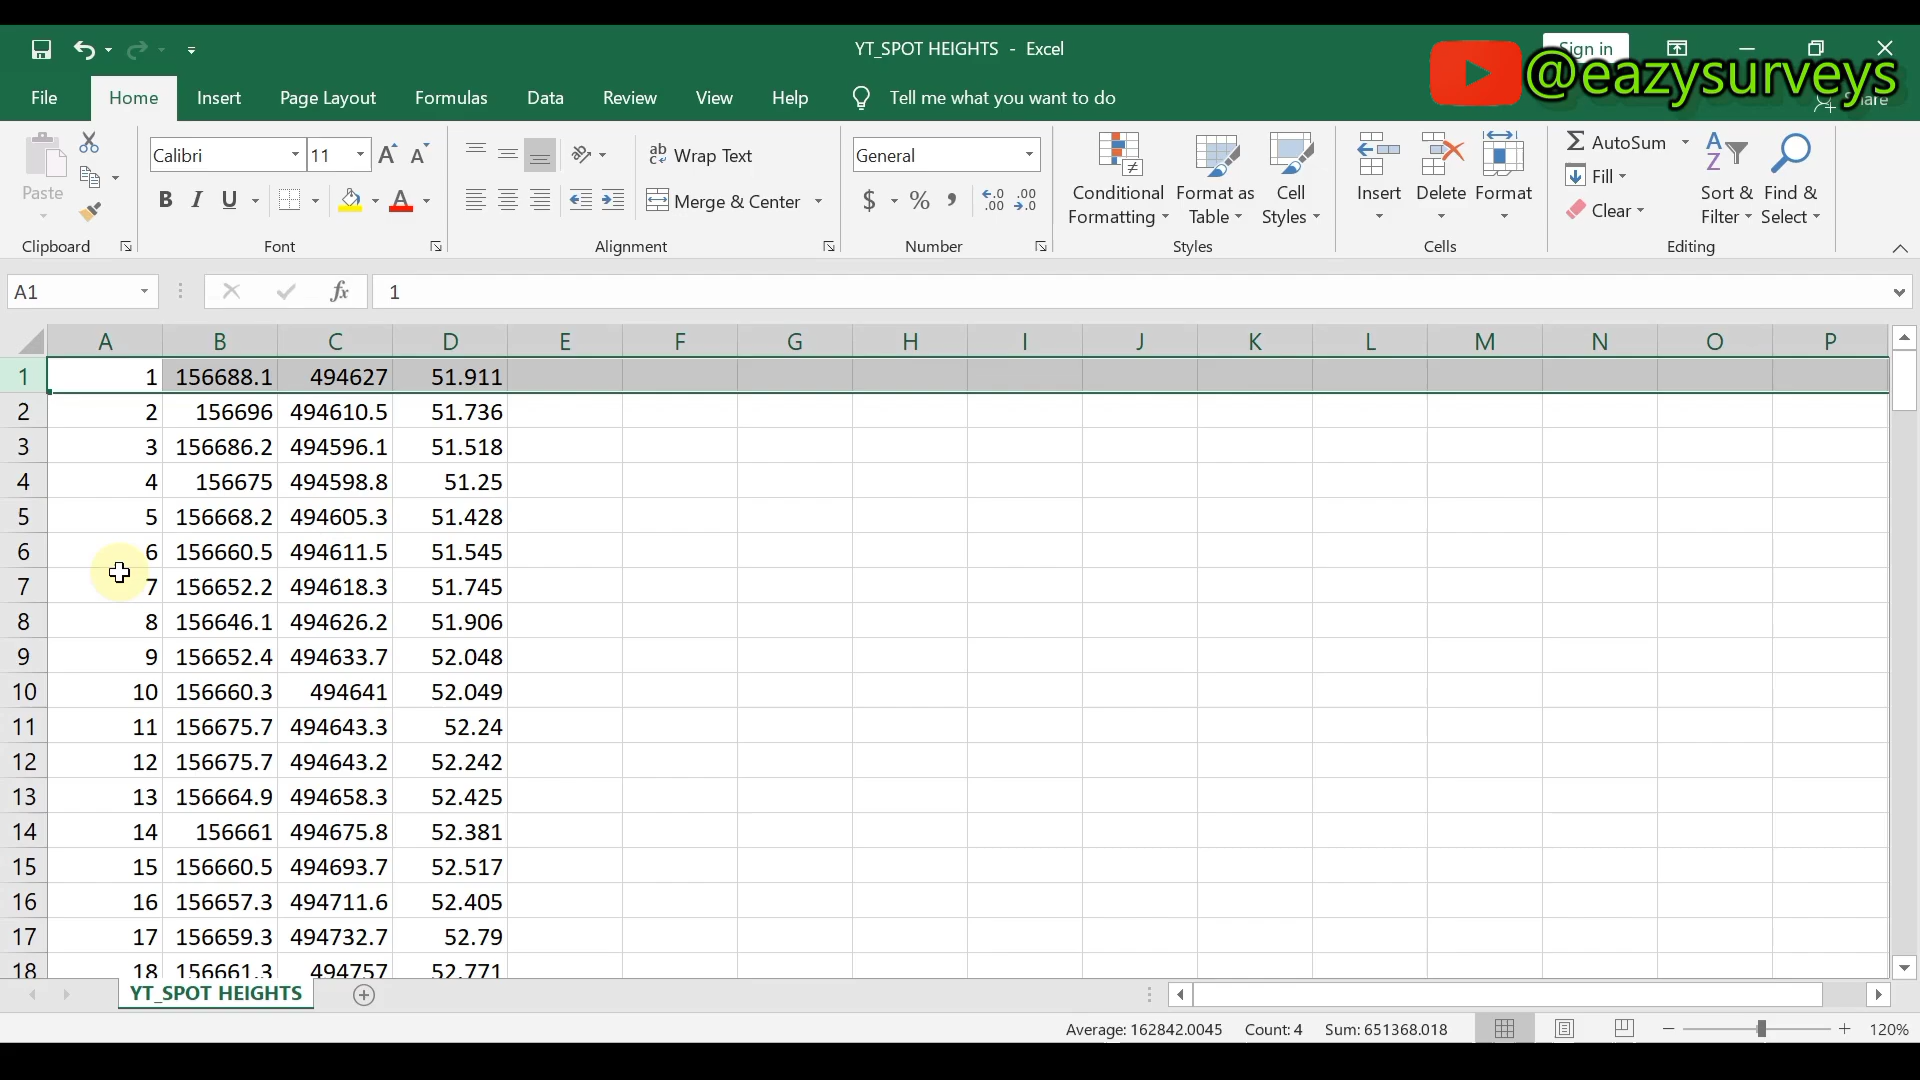 YT_SPOT HEIGHTS - Excel
Sign in
@eazysurveys
File Home Insert Page Layout Formulas Data Review View Help Tell me what you want to do
Calibri 11 Wrap Text General AutoSum
Paste B I U Merge & Center $ % Conditional Formatting Format as Table Cell Styles Insert Delete Format Fill Clear Sort & Filter Find & Select
Clipboard Font Alignment Number Styles Cells Editing
A1 fx 1
A B C D E F G H I J K L M N O P
1 1 156688.1 494627 51.911
2 2 156696 494610.5 51.736
3 3 156686.2 494596.1 51.518
4 4 156675 494598.8 51.25
5 5 156668.2 494605.3 51.428
6 6 156660.5 494611.5 51.545
7 7 156652.2 494618.3 51.745
8 8 156646.1 494626.2 51.906
9 9 156652.4 494633.7 52.048
10 10 156660.3 494641 52.049
11 11 156675.7 494643.3 52.24
12 12 156675.7 494643.2 52.242
13 13 156664.9 494658.3 52.425
14 14 156661 494675.8 52.381
15 15 156660.5 494693.7 52.517
16 16 156657.3 494711.6 52.405
17 17 156659.3 494732.7 52.79
18 18 156661.3 494757 52.771
YT_SPOT HEIGHTS
Average: 162842.0045 Count: 4 Sum: 651368.018 120%